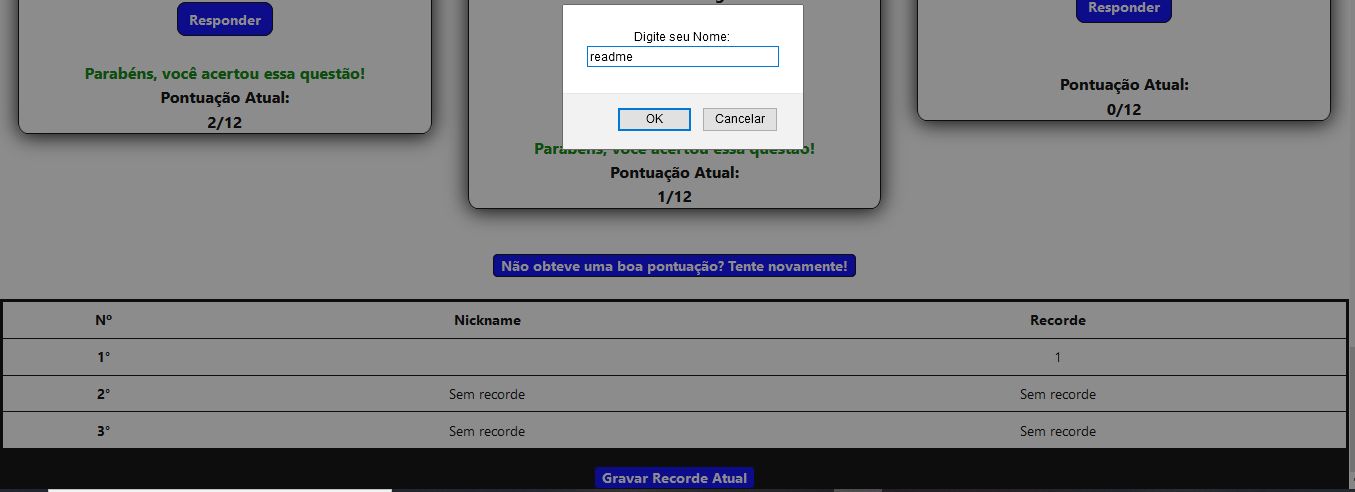 Responder
Parabéns, você acertou essa questão!
Pontuação Atual:
2/12
Digite seu Nome:
readme
OK Cancelar
Parabéns, você acertou essa questão!
Pontuação Atual:
1/12
Responder
Pontuação Atual:
0/12
Não obteve uma boa pontuação? Tente novamente!
Nº Nickname Recorde
1° 1
2° Sem recorde Sem recorde
3° Sem recorde Sem recorde
Gravar Recorde Atual